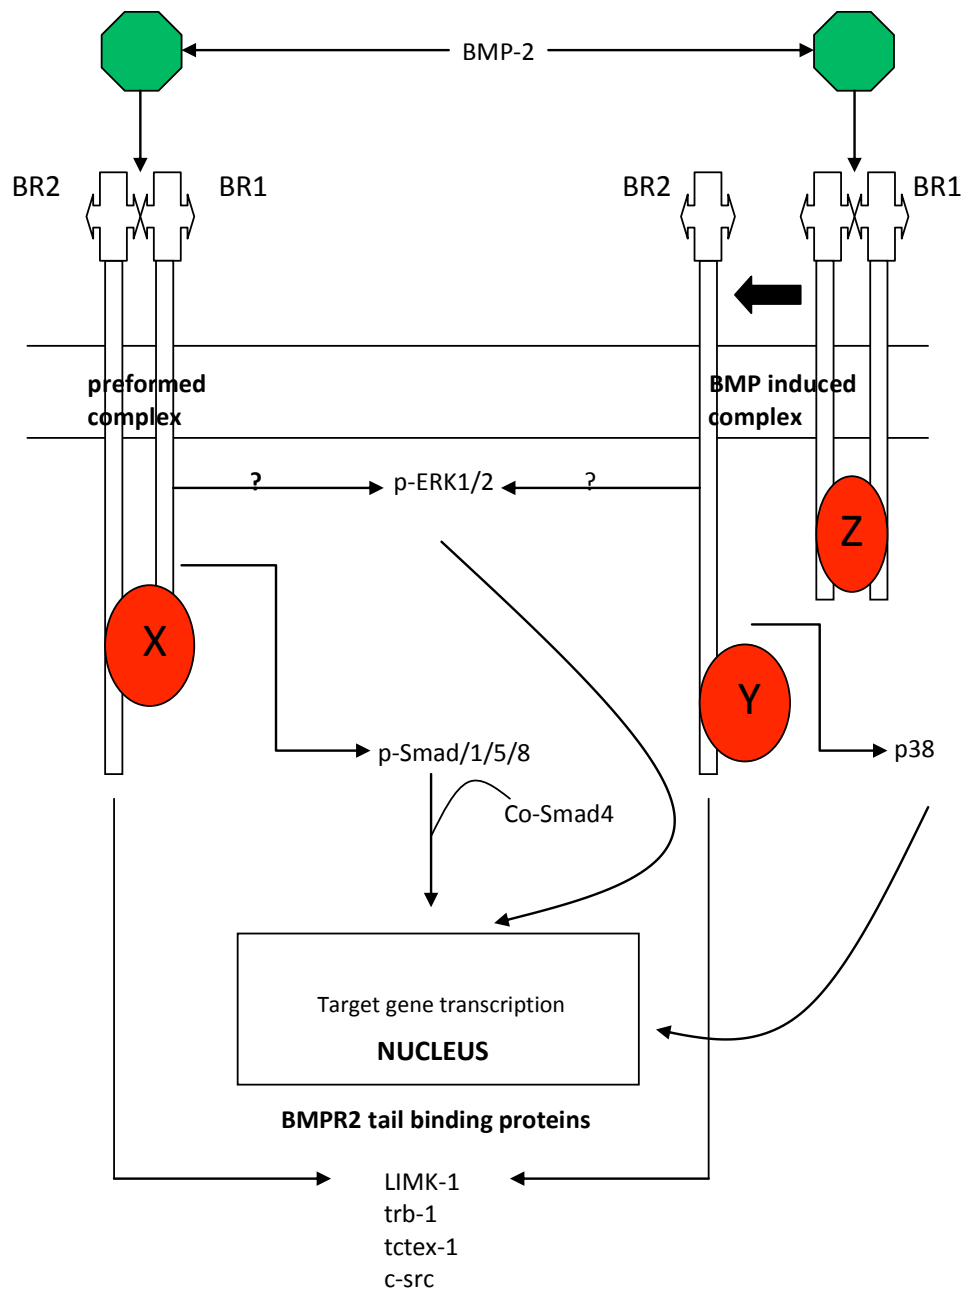 BMP-2
BR2
BR1
BR2
BR1
preformed
complex
BMP induced
complex
?
p-ERK1/2
?
Z
X
Y
p-Smad/1/5/8
p38
Co-Smad4
Target gene transcription
NUCLEUS
BMPR2 tail binding proteins
LIMK-1
trb-1
tctex-1
c-src